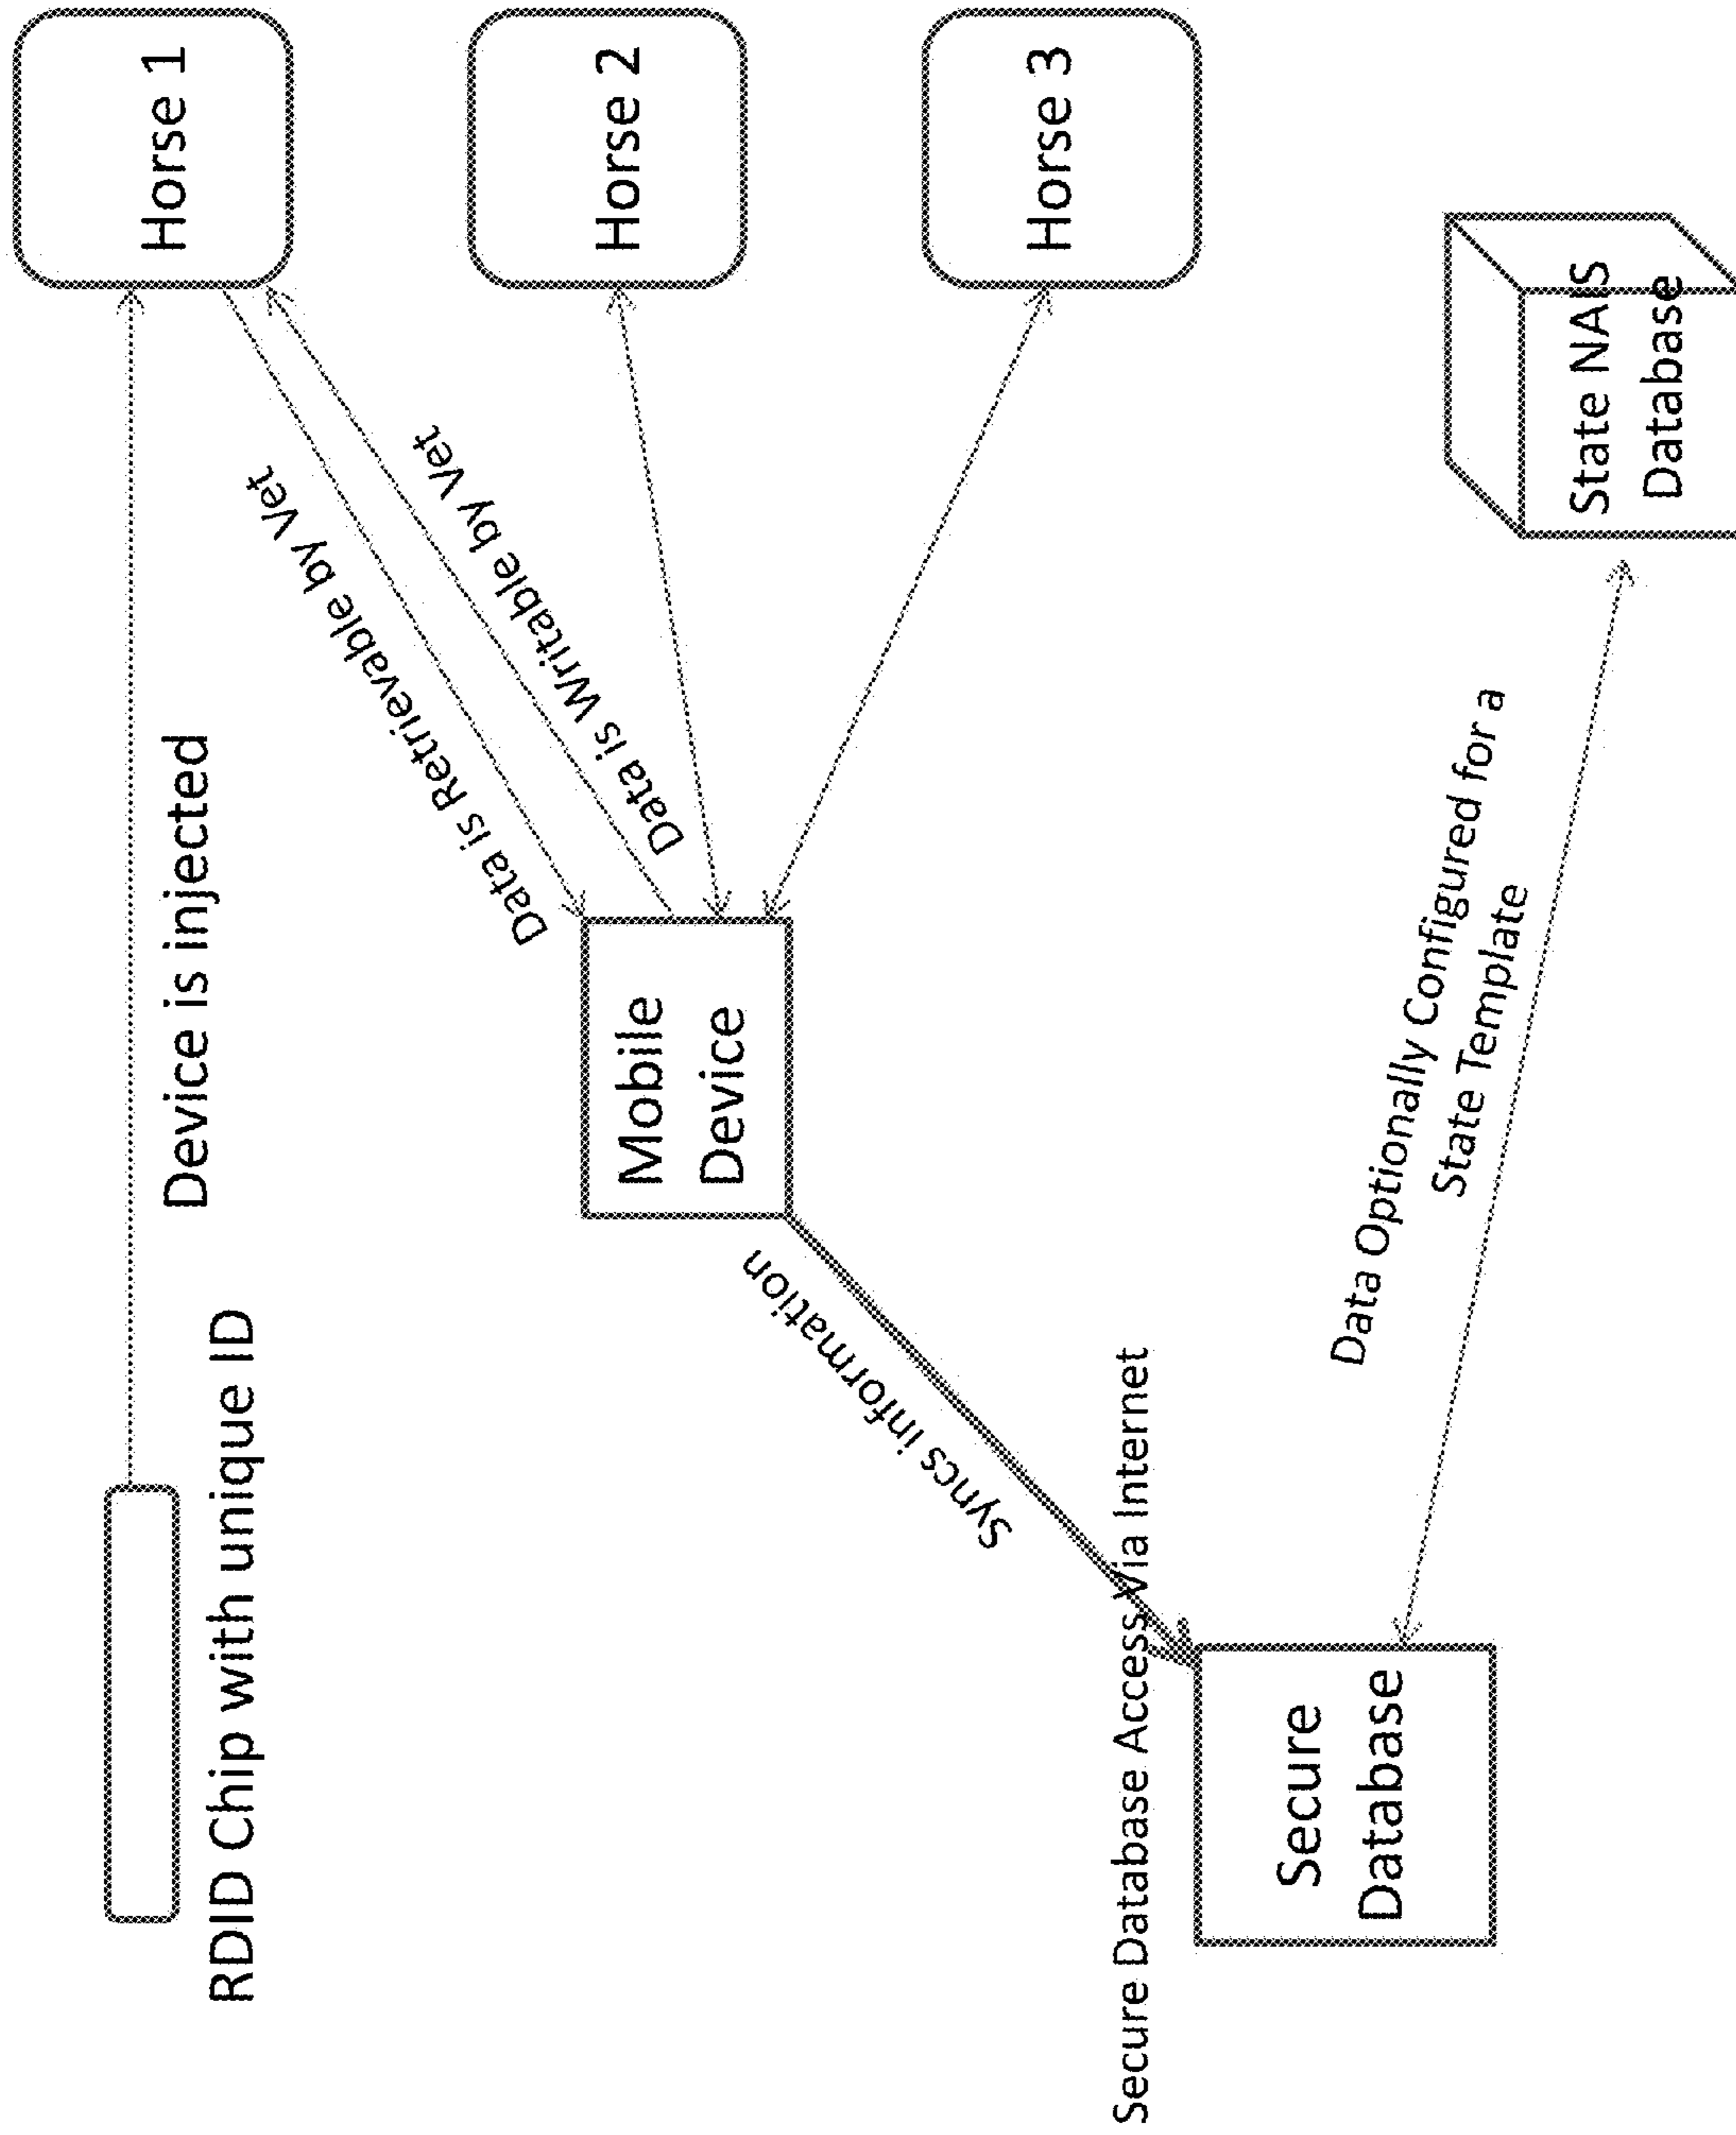 RDID Chip with unique ID
Device is injected
Horse 1
Data is Retrievable by Vet
Data is Writable by Vet
Horse 2
Mobile
Device
Horse 3
Syncs information
Secure Database Access Via Internet
Secure
Database
Data Optionally Configured for a
State Template
State NAIS
Database